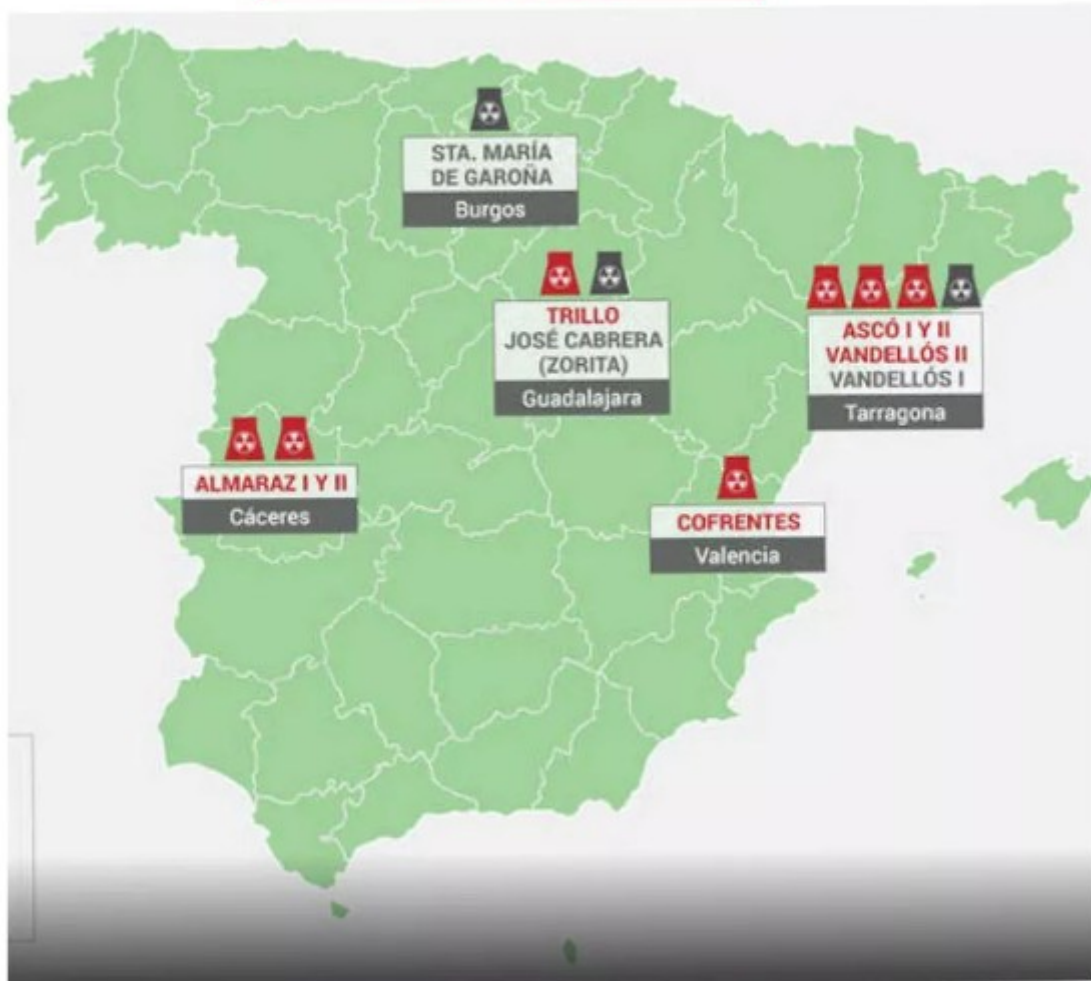 STA. MARÍA
DE GAROÑA
Burgos
TRILLO
JOSÉ CABRERA
(ZORITA)
Guadalajara
ASCÓ I Y II
VANDELLÓS II
VANDELLÓS I
Tarragona
ALMARAZ I Y II
Cáceres
COFRENTES
Valencia